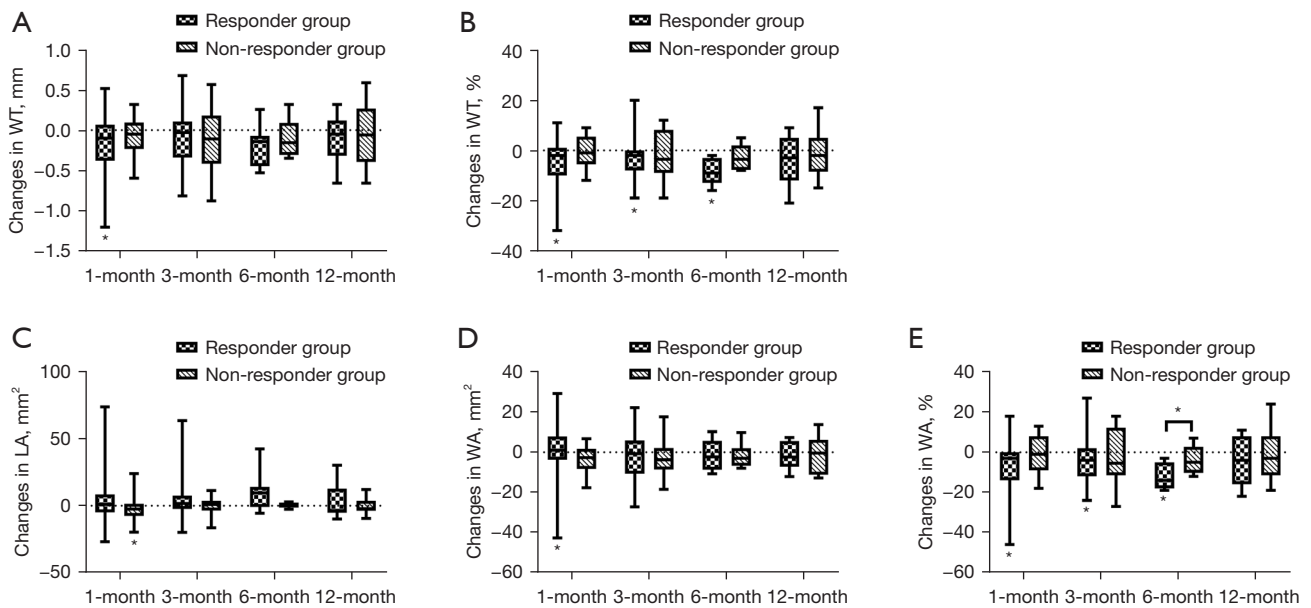 A
Responder group
Non-responder group
Changes in WT, mm
1.0
0.5
0.0
−0.5
−1.0
−1.5
*
1-month 3-month 6-month 12-month
B
Responder group
Non-responder group
Changes in WT, %
40
20
0
−20
−40
* * *
1-month 3-month 6-month 12-month
C
Responder group
Non-responder group
Changes in LA, mm²
100
50
0
−50
*
1-month 3-month 6-month 12-month
D
Responder group
Non-responder group
Changes in WA, mm²
40
20
0
−20
−40
−60
*
1-month 3-month 6-month 12-month
E
Responder group
Non-responder group
Changes in WA, %
40
20
0
−20
−40
−60
*
* * *
1-month 3-month 6-month 12-month